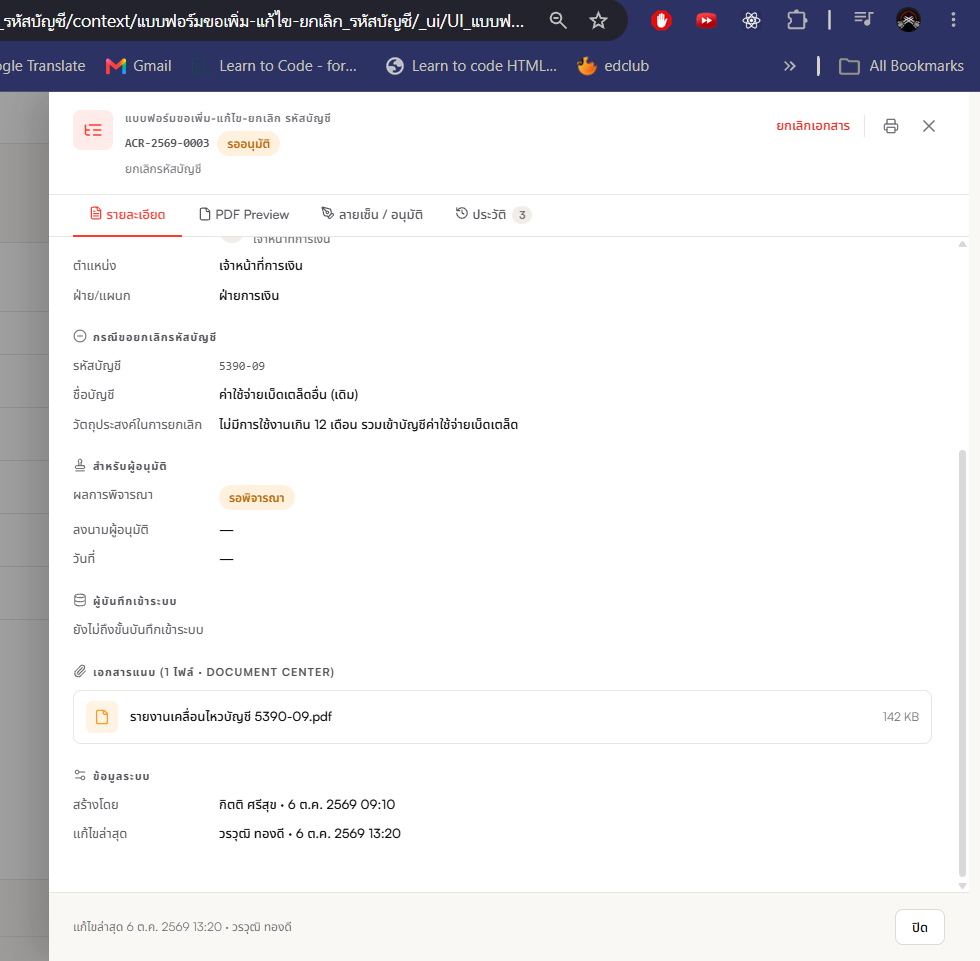 _รหัสบัญชี/context/แบบฟอร์มขอเพิ่ม-แก้ไข-ยกเลิก_รหัสบัญชี/_ui/UI_แบบฟ...
gle Translate Gmail Learn to Code - for... Learn to code HTML... edclub » All Bookmarks
แบบฟอร์มขอเพิ่ม-แก้ไข-ยกเลิก รหัสบัญชี
ACR-2569-0003 รออนุมัติ
ยกเลิกรหัสบัญชี
ยกเลิกเอกสาร
รายละเอียด PDF Preview ลายเซ็น / อนุมัติ ประวัติ 3
เจ้าหน้าที่การเงิน
ตำแหน่ง เจ้าหน้าที่การเงิน
ฝ่าย/แผนก ฝ่ายการเงิน
กรณีขอยกเลิกรหัสบัญชี
รหัสบัญชี 5390-09
ชื่อบัญชี ค่าใช้จ่ายเบ็ดเตล็ดอื่น (เดิม)
วัตถุประสงค์ในการยกเลิก ไม่มีการใช้งานเกิน 12 เดือน รวมเข้าบัญชีค่าใช้จ่ายเบ็ดเตล็ด
สำหรับผู้อนุมัติ
ผลการพิจารณา รอพิจารณา
ลงนามผู้อนุมัติ —
วันที่ —
ผู้บันทึกเข้าระบบ
ยังไม่ถึงขั้นบันทึกเข้าระบบ
เอกสารแนบ (1 ไฟล์ • DOCUMENT CENTER)
รายงานเคลื่อนไหวบัญชี 5390-09.pdf 142 KB
ข้อมูลระบบ
สร้างโดย กิตติ ศรีสุข • 6 ต.ค. 2569 09:10
แก้ไขล่าสุด วรวุฒิ ทองดี • 6 ต.ค. 2569 13:20
แก้ไขล่าสุด 6 ต.ค. 2569 13:20 • วรวุฒิ ทองดี
ปิด